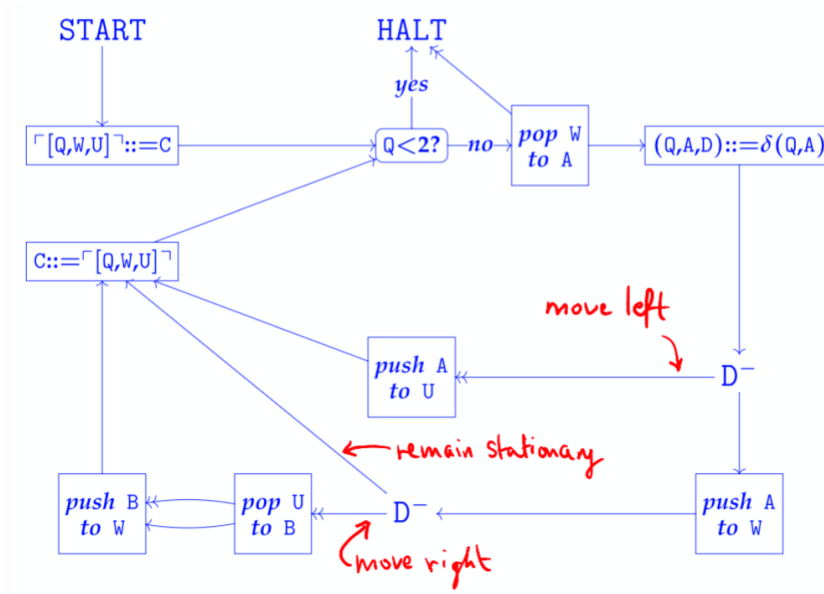 START
HALT
yes
⌜[Q,W,U]⌝::=C
Q<2?
no
pop W
to A
(Q,A,D)::=δ(Q,A)
C::=⌜[Q,W,U]⌝
move left
push A
to U
D⁻
remain stationary
push B
to W
pop U
to B
D⁻
push A
to W
move right